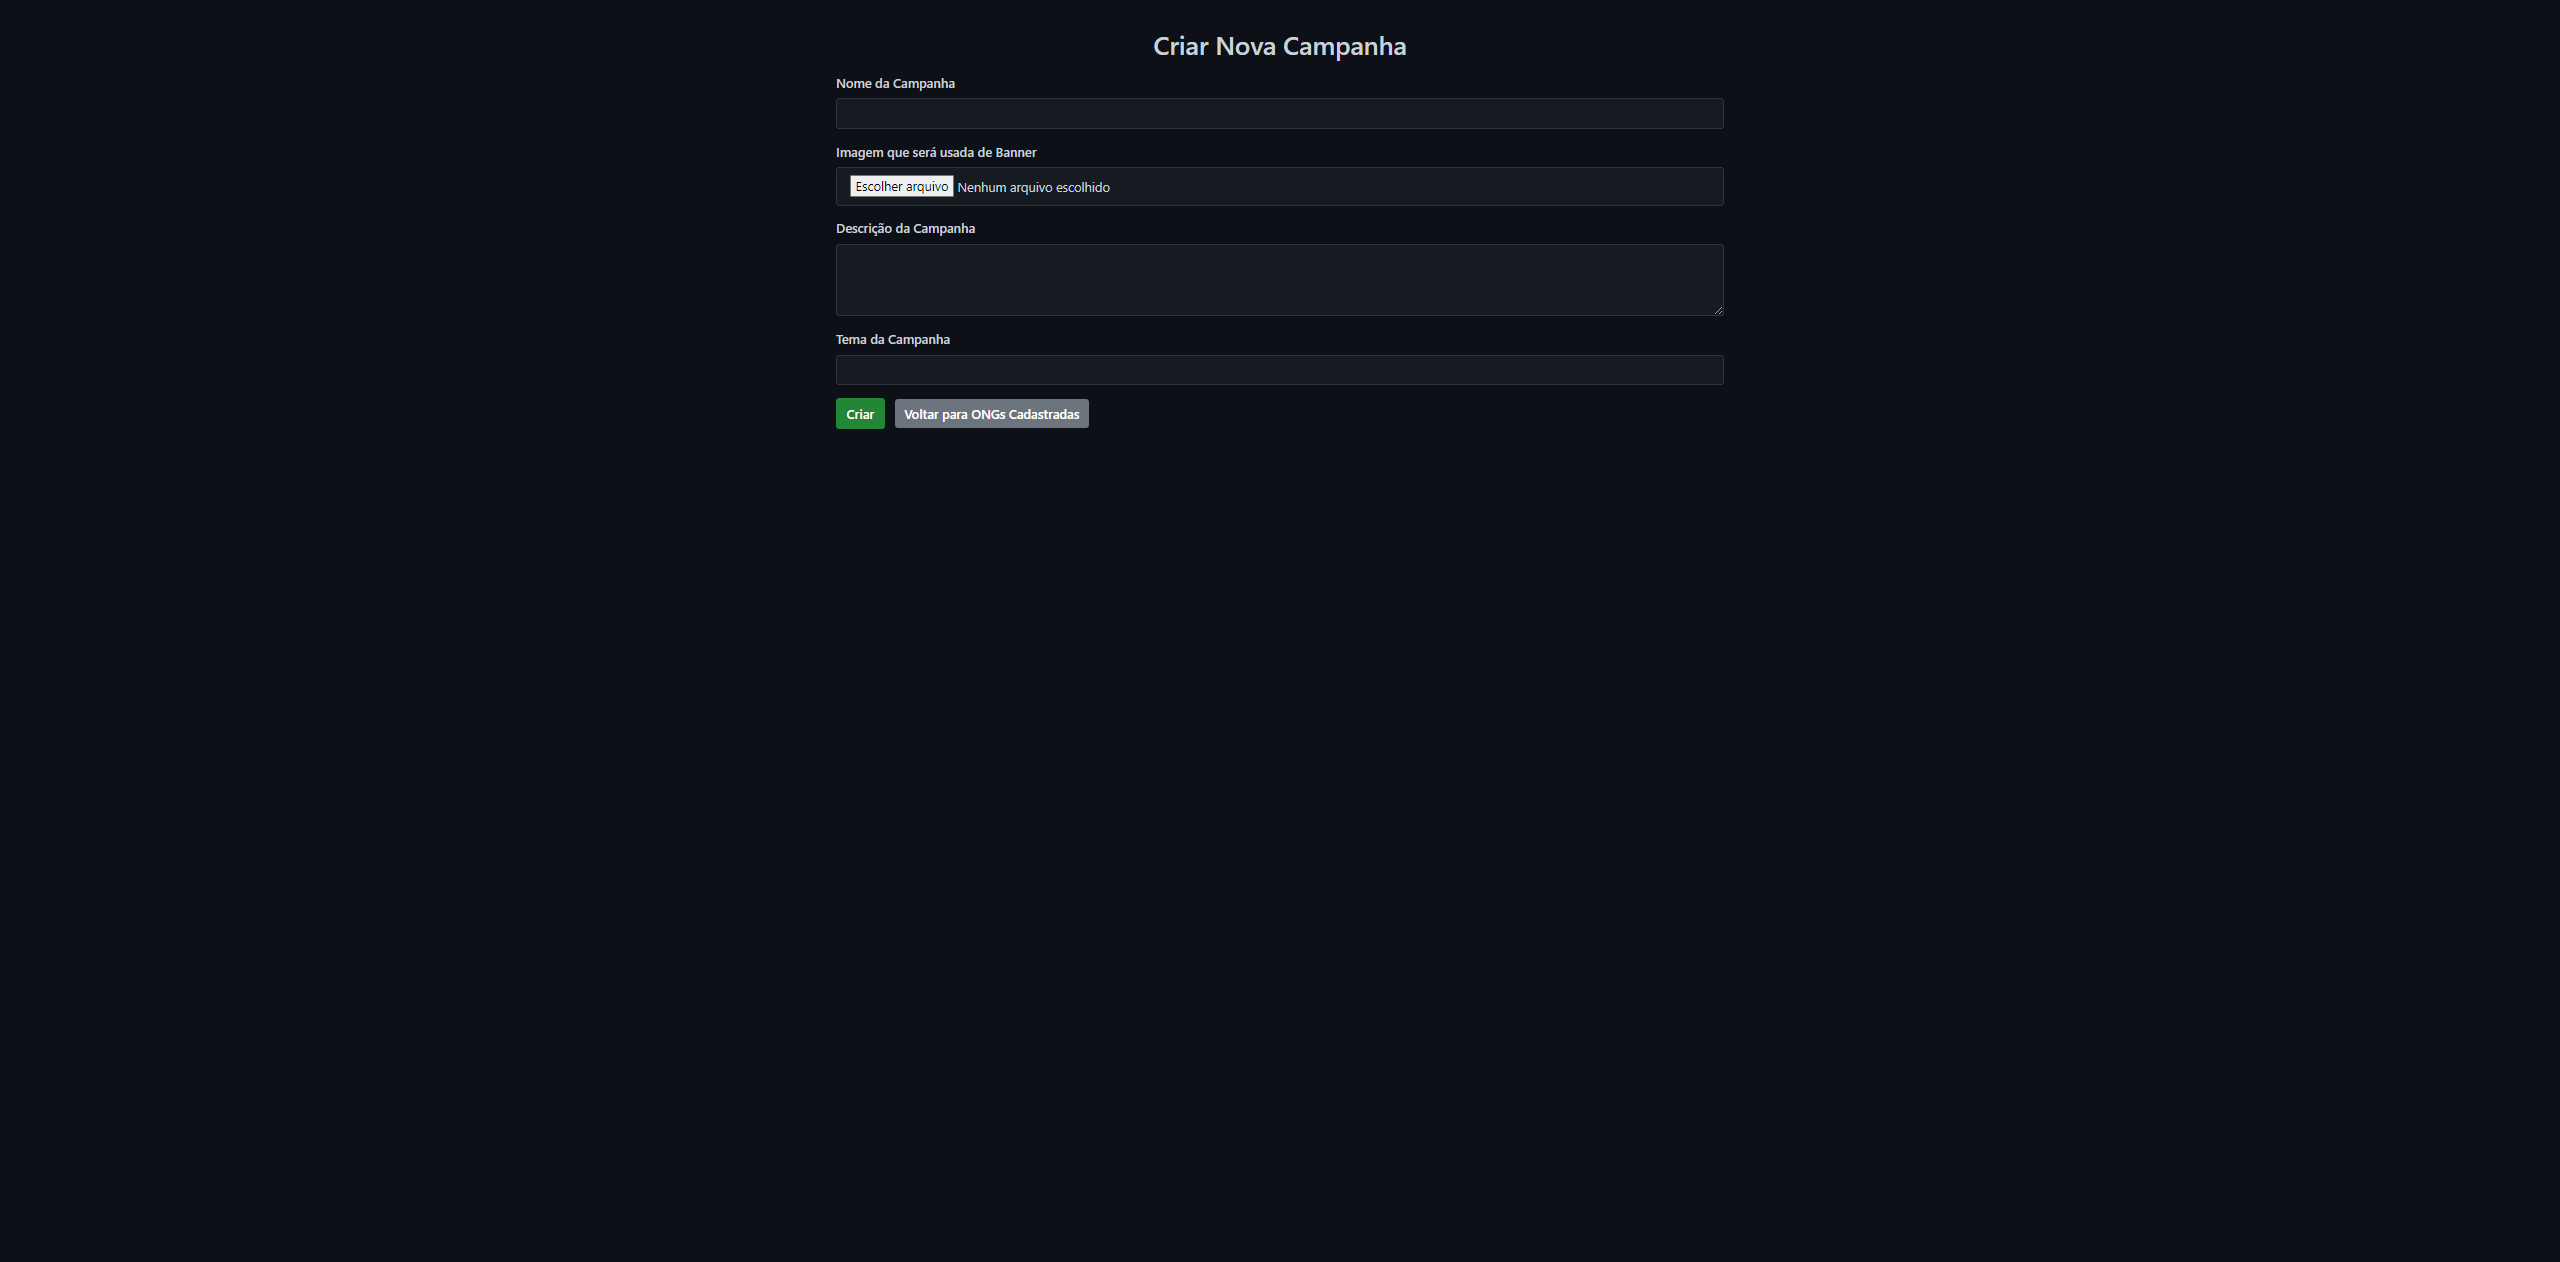 Criar Nova Campanha
Nome da Campanha
Imagem que será usada de Banner
Escolher arquivo Nenhum arquivo escolhido
Descrição da Campanha
Tema da Campanha
Criar Voltar para ONGs Cadastradas